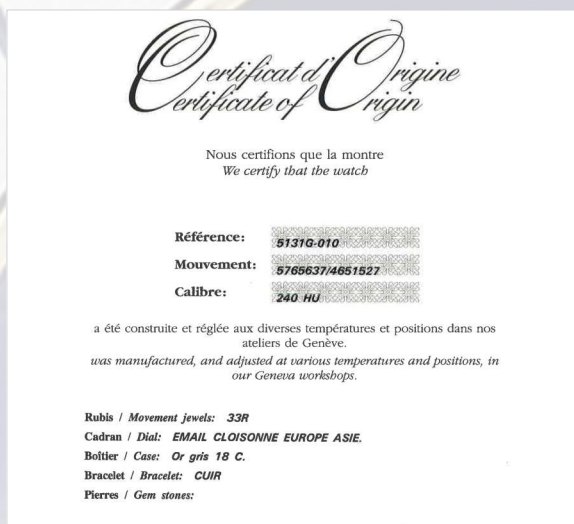 Certificat d'Origine
Certificate of Origin
Nous certifions que la montre
We certify that the watch
Référence: 5131G-010
Mouvement: 5765637/4651527
Calibre: 240 HU
a été construite et réglée aux diverses températures et positions dans nos
ateliers de Genève.
was manufactured, and adjusted at various temperatures and positions, in
our Geneva workshops.
Rubis / Movement jewels: 33R
Cadran / Dial: EMAIL CLOISONNE EUROPE ASIE.
Boîtier / Case: Or gris 18 C.
Bracelet / Bracelet: CUIR
Pierres / Gem stones: